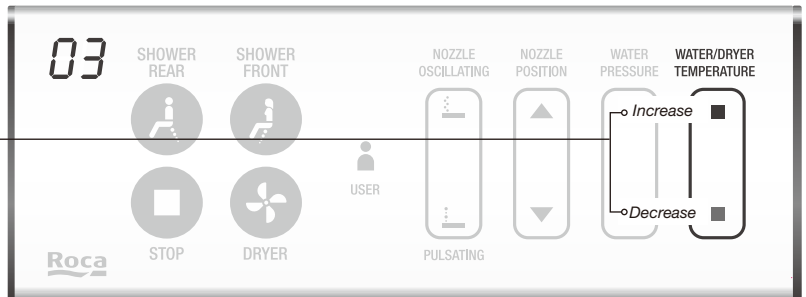 03
SHOWER
REAR
SHOWER
FRONT
NOZZLE
OSCILLATING
NOZZLE
POSITION
WATER
PRESSURE
WATER/DRYER
TEMPERATURE
Increase
USER
Decrease
STOP
DRYER
PULSATING
Roca